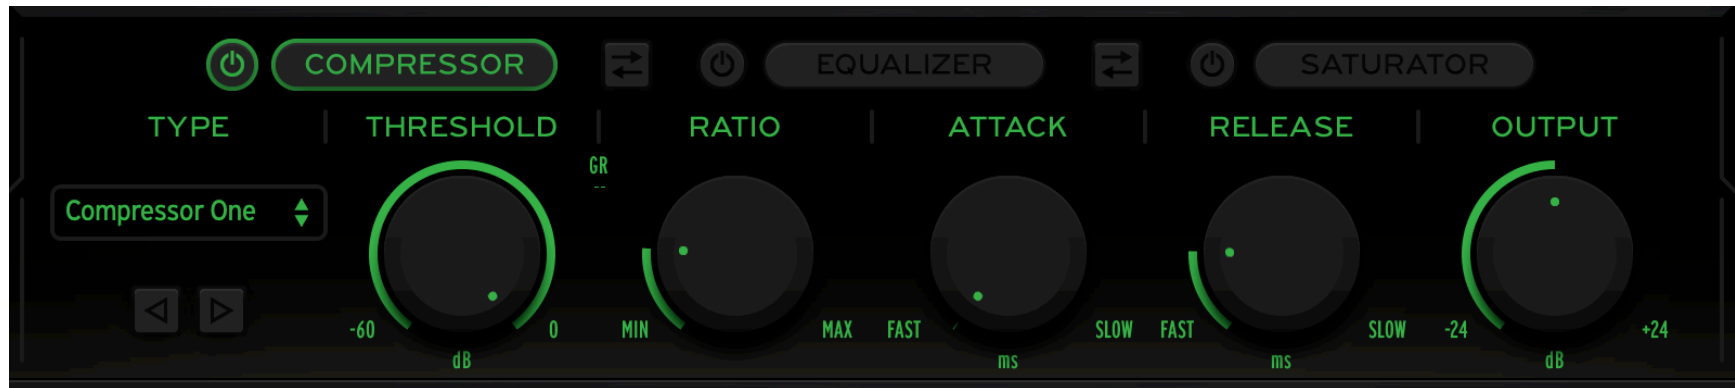 COMPRESSOR
EQUALIZER
SATURATOR
TYPE
THRESHOLD
RATIO
ATTACK
RELEASE
OUTPUT
GR
--
Compressor One
-60
0
MIN
MAX
FAST
SLOW
FAST
SLOW
-24
+24
dB
ms
ms
dB